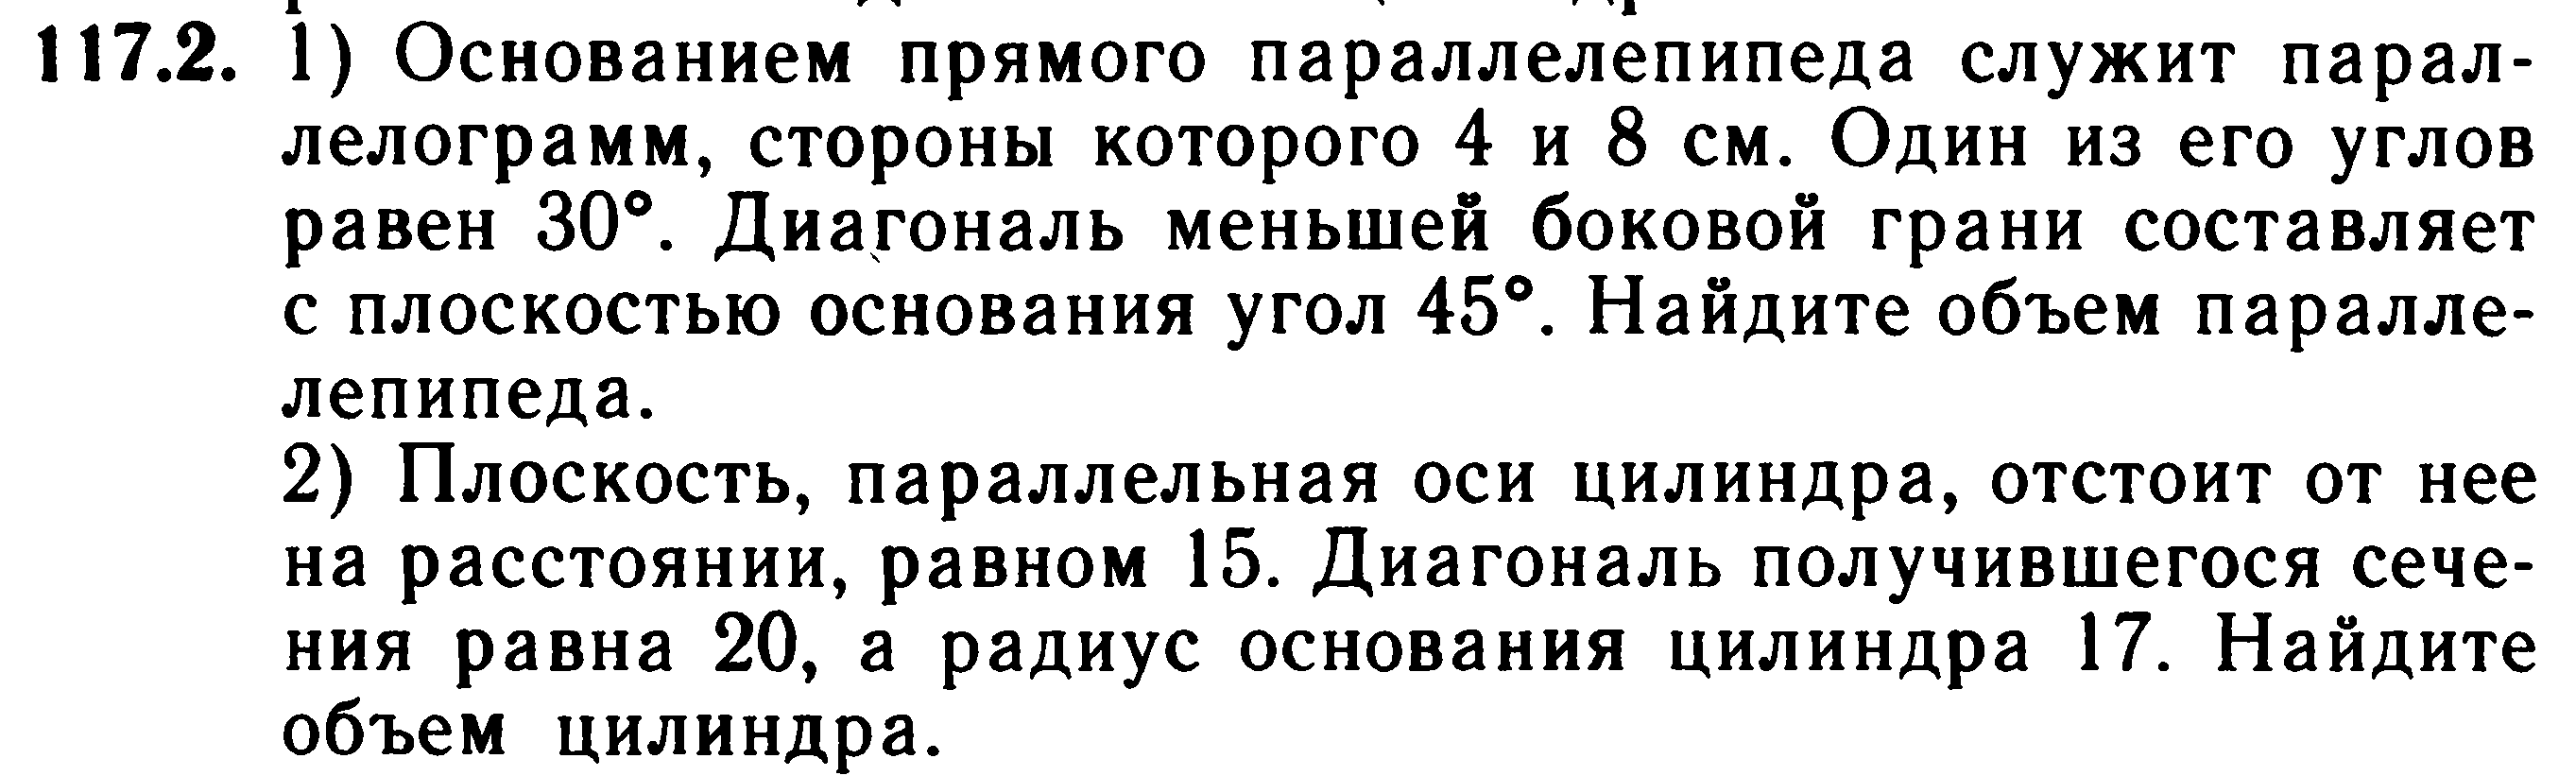 117.2. 1) Основанием прямого параллелепипеда служит парал-
лелограмм, стороны которого 4 и 8 см. Один из его углов
равен 30°. Диагональ меньшей боковой грани составляет
с плоскостью основания угол 45°. Найдите объем паралле-
лепипеда.
2) Плоскость, параллельная оси цилиндра, отстоит от нее
на расстоянии, равном 15. Диагональ получившегося сече-
ния равна 20, а радиус основания цилиндра 17. Найдите
объем цилиндра.